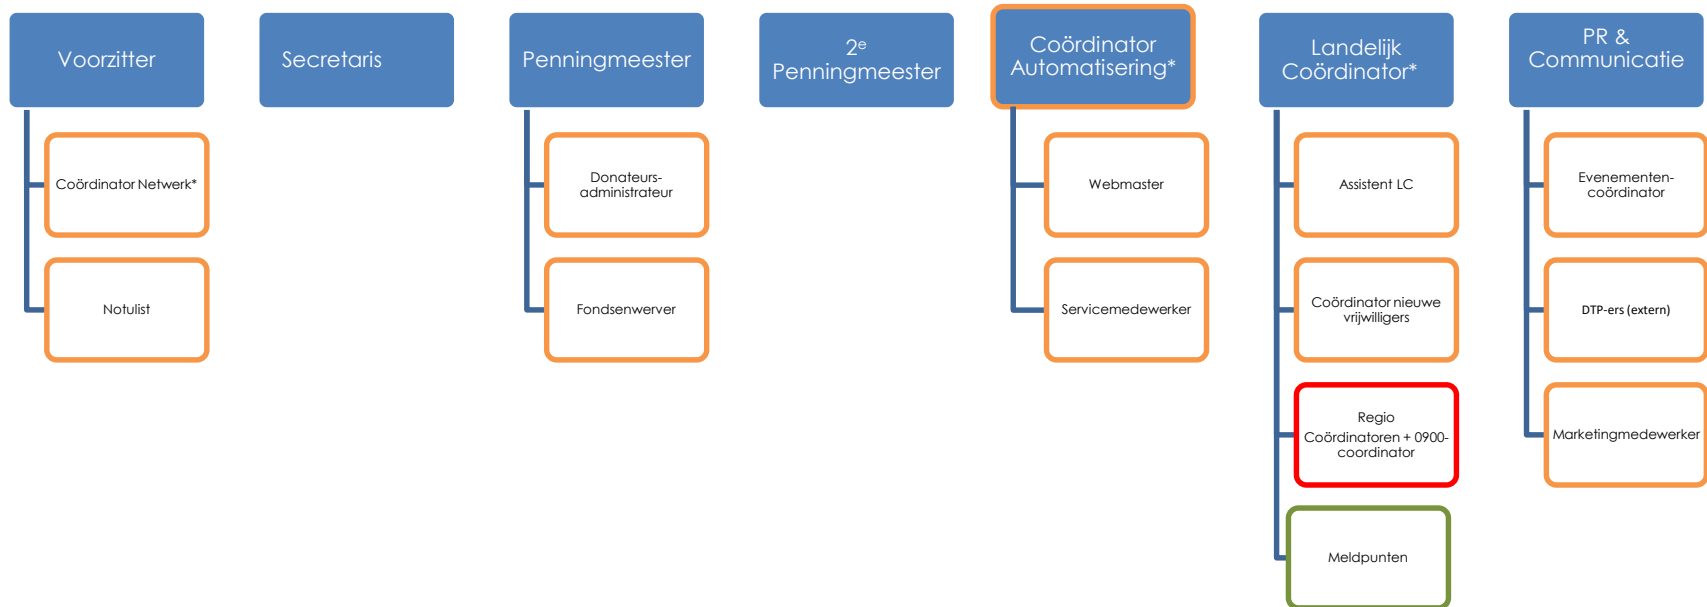 Voorzitter
Secretaris
Penningmeester
2e
Penningmeester
Coördinator
Automatisering*
Landelijk
Coördinator*
PR &
Communicatie
Coördinator Netwerk*
Notulist
Donateurs-
administrateur
Fondsenwerver
Webmaster
Servicemedewerker
Assistent LC
Coördinator nieuwe
vrijwilligers
Regio
Coördinatoren + 0900-
coordinator
Meldpunten
Evenementen-
coördinator
DTP-ers (extern)
Marketingmedewerker